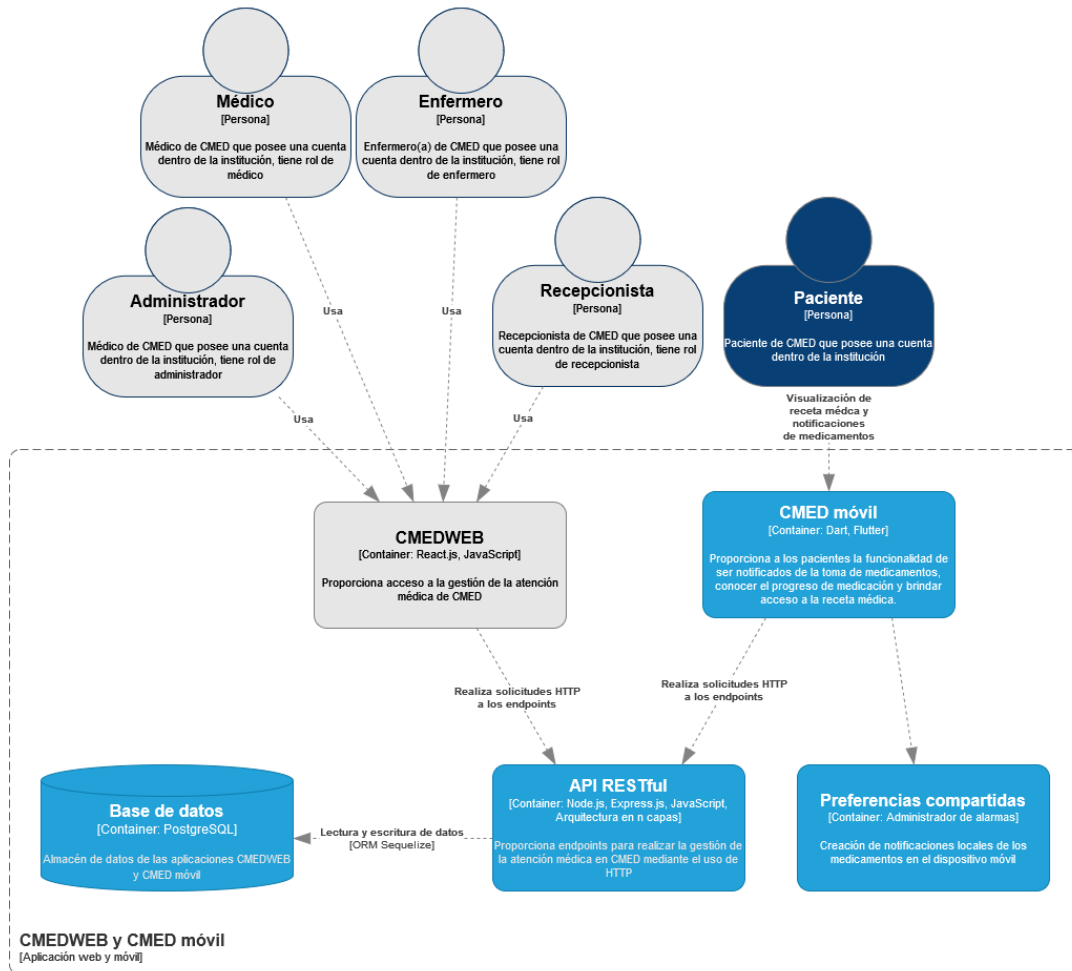 Médico
[Persona]
Médico de CMED que posee una cuenta
dentro de la institución, tiene rol de
médico
Enfermero
[Persona]
Enfermero(a) de CMED que posee una
cuenta dentro de la institución, tiene rol
de enfermero
Administrador
[Persona]
Médico de CMED que posee una cuenta
dentro de la institución, tiene rol de
administrador
Recepcionista
[Persona]
Recepcionista de CMED que posee una
cuenta dentro de la institución, tiene rol
de recepcionista
Paciente
[Persona]
Paciente de CMED que posee una cuenta
dentro de la institución
Usa
Usa
Usa
Usa
Visualización de
receta médca y
notificaciones
de medicamentos
CMEDWEB
[Container: React.js, JavaScript]
Proporciona acceso a la gestión de la atención
médica de CMED
CMED móvil
[Container: Dart, Flutter]
Proporciona a los pacientes la funcionalidad de
ser notificados de la toma de medicamentos,
conocer el progreso de medicación y brindar
acceso a la receta médica.
Realiza solicitudes HTTP
a los endpoints
Realiza solicitudes HTTP
a los endpoints
Base de datos
[Container: PostgreSQL]
Almacén de datos de las aplicaciones CMEDWEB
y CMED móvil
Lectura y escritura de datos
[ORM Sequelize]
API RESTful
[Container: Node.js, Express.js, JavaScript,
Arquitectura en n capas]
Proporciona endpoints para realizar la gestión de
la atención médica en CMED mediante el uso de
HTTP
Preferencias compartidas
[Container: Administrador de alarmas]
Creación de notificaciones locales de los
medicamentos en el dispositivo móvil
CMEDWEB y CMED móvil
[Aplicación web y móvil]